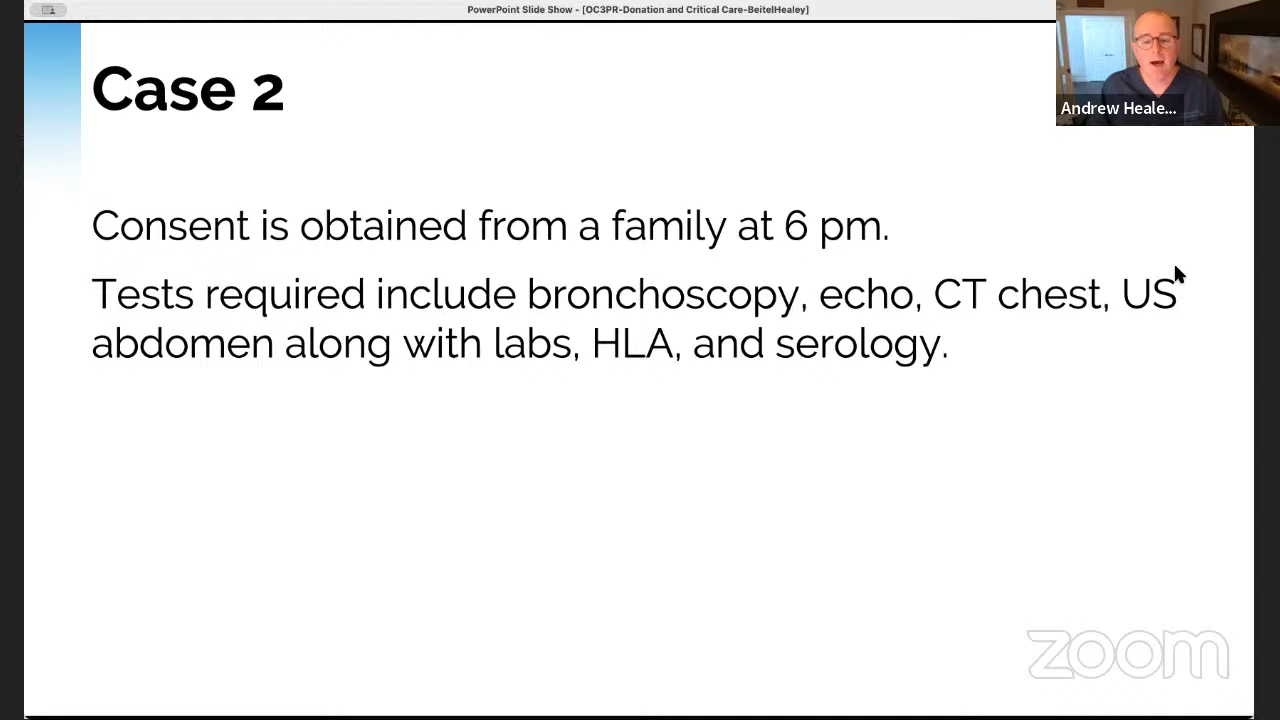 PowerPoint Slide Show - [OC3PR-Donation and Critical Care-BeitelHealey]
Andrew Heale...
Case 2
Consent is obtained from a family at 6 pm.
Tests required include bronchoscopy, echo, CT chest, US
abdomen along with labs, HLA, and serology.
zoom